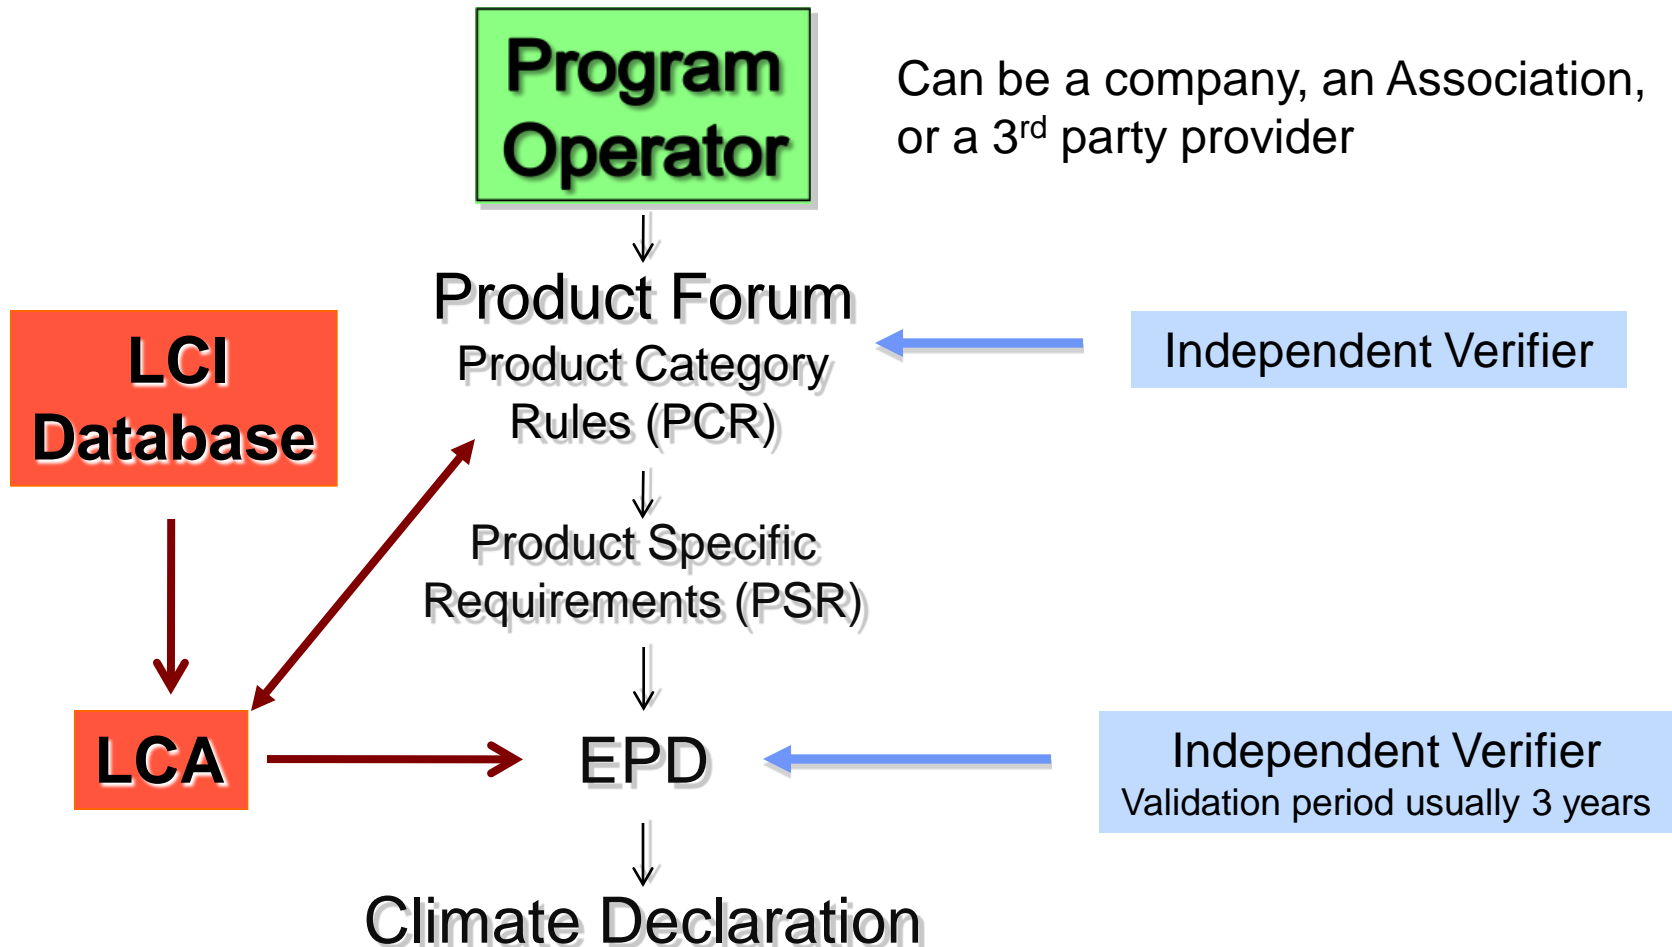 Program
Operator
Can be a company, an Association,
or a 3rd party provider
Product Forum
Product Category
Rules (PCR)
Independent Verifier
LCI
Database
Product Specific
Requirements (PSR)
LCA
EPD
Independent Verifier
Validation period usually 3 years
Climate Declaration